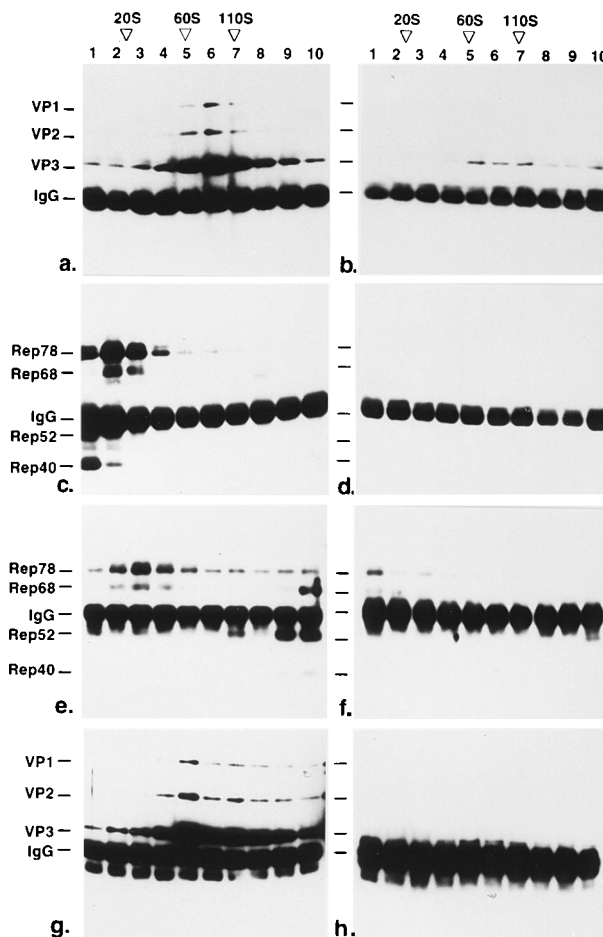 20S 60S 110S 20S 60S 110S
1 2 3 4 5 6 7 8 9 10 1 2 3 4 5 6 7 8 9 10
VP1
VP2
VP3
IgG
a. b.
Rep78
Rep68
IgG
Rep52
Rep40
c. d.
Rep78
Rep68
IgG
Rep52
Rep40
e. f.
VP1
VP2
VP3
IgG
g. h.